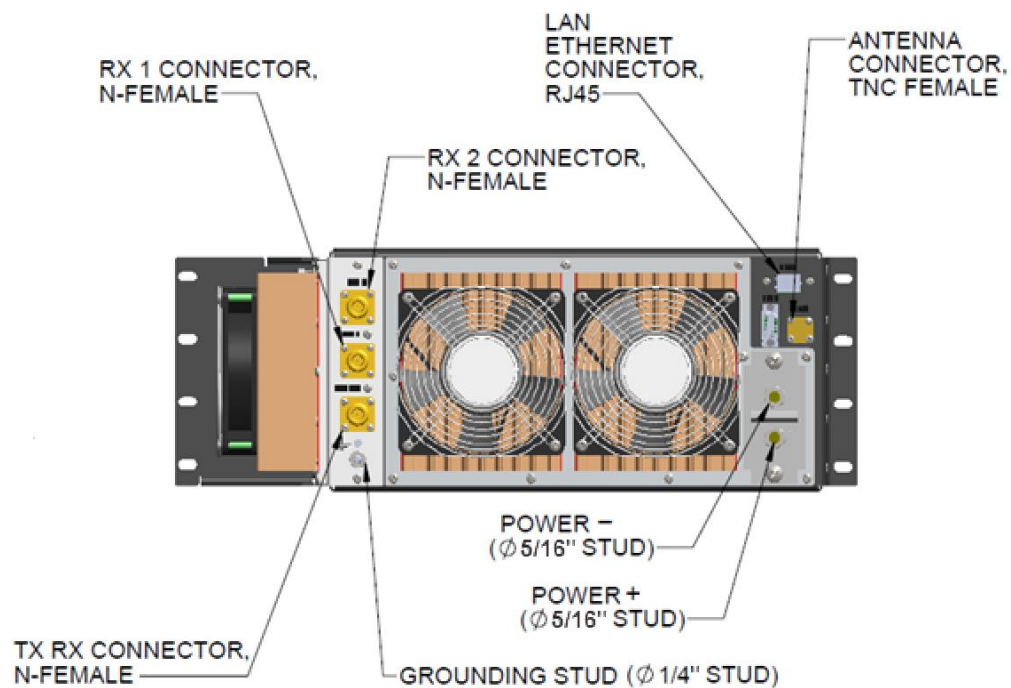 LAN
ETHERNET
CONNECTOR,
RJ45
ANTENNA
CONNECTOR,
TNC FEMALE
RX 1 CONNECTOR,
N-FEMALE
RX 2 CONNECTOR,
N-FEMALE
POWER −
(∅5/16" STUD)
POWER +
(∅5/16" STUD)
TX RX CONNECTOR,
N-FEMALE
GROUNDING STUD (∅1/4" STUD)